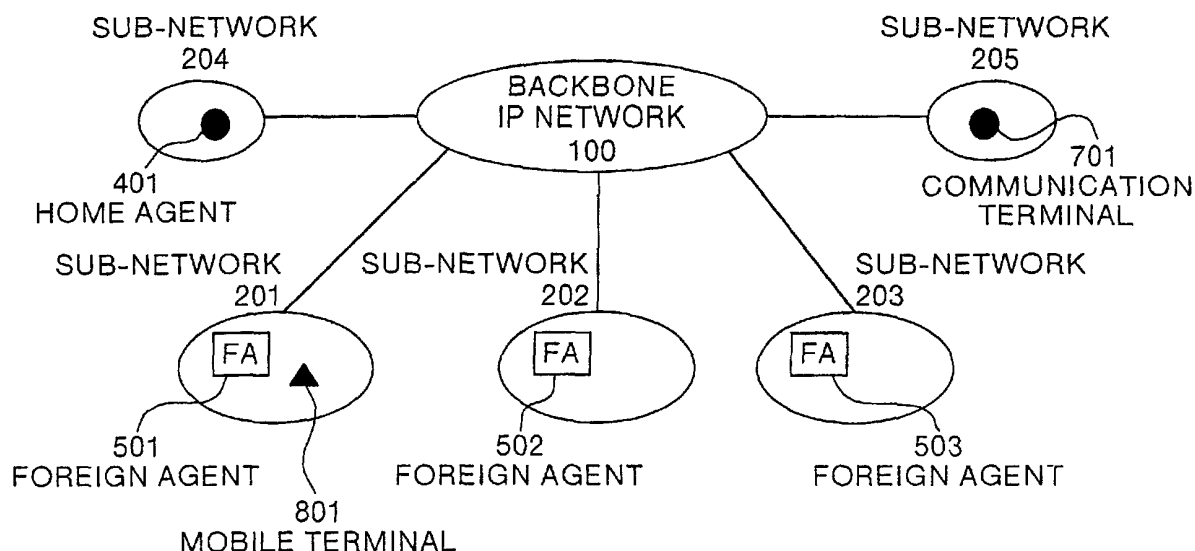 SUB-NETWORK
204
BACKBONE
IP NETWORK
100
SUB-NETWORK
205
401
HOME AGENT
701
COMMUNICATION
TERMINAL
SUB-NETWORK
201
SUB-NETWORK
202
SUB-NETWORK
203
FA
FA
FA
501
FOREIGN AGENT
502
FOREIGN AGENT
503
FOREIGN AGENT
801
MOBILE TERMINAL